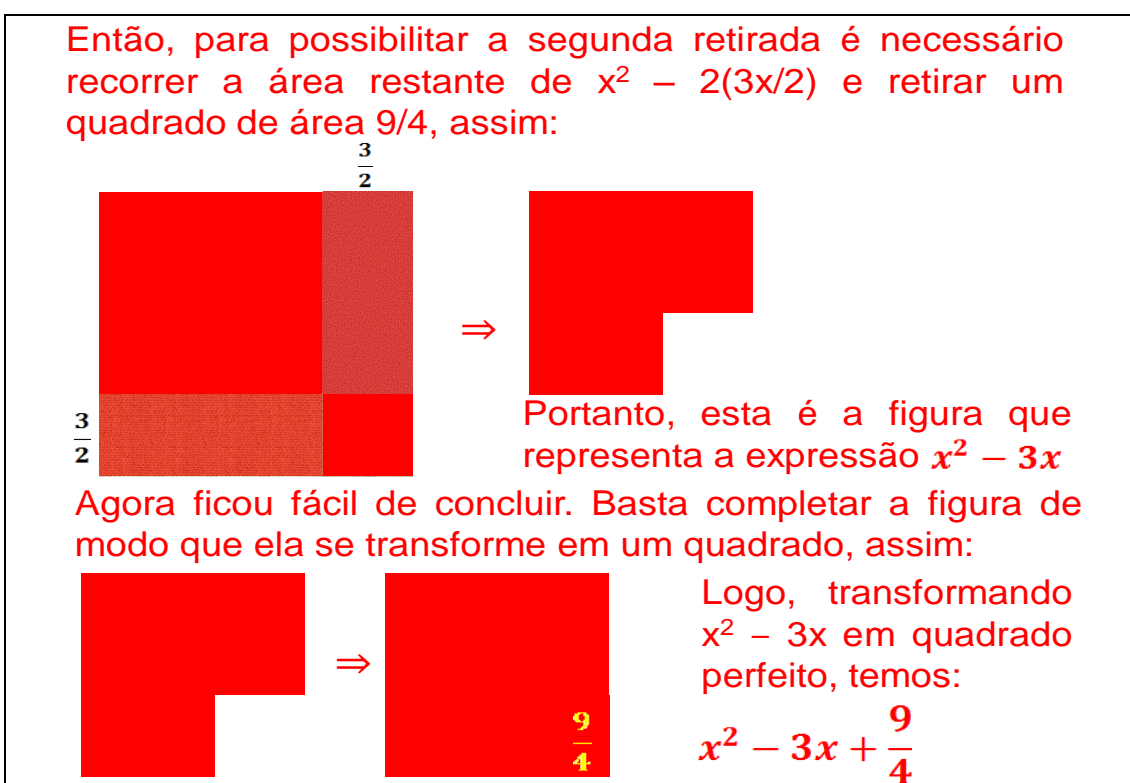 Então, para possibilitar a segunda retirada é necessário
recorrer a área restante de x² – 2(3x/2) e retirar um
quadrado de área 9/4, assim:
3/2
⇒
3/2
Portanto, esta é a figura que
representa a expressão x² − 3x
Agora ficou fácil de concluir. Basta completar a figura de
modo que ela se transforme em um quadrado, assim:
⇒
9/4
Logo, transformando
x² – 3x em quadrado
perfeito, temos:
x² − 3x + 9/4